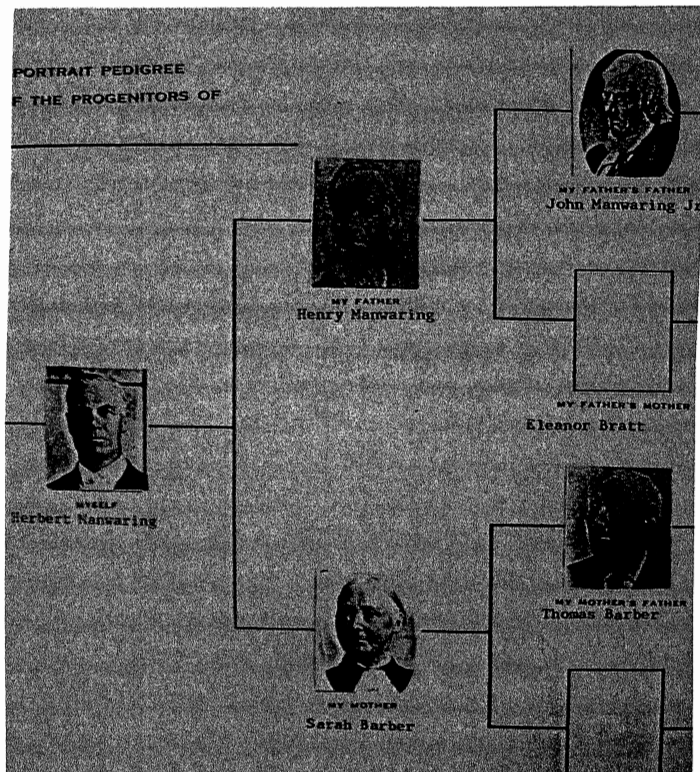 PORTRAIT PEDIGREE
F THE PROGENITORS OF
MY FATHER'S FATHER
John Manwaring Jr
MY FATHER
Henry Manwaring
MY FATHER'S MOTHER
Eleanor Bratt
MYSELF
Herbert Manwaring
MY MOTHER'S FATHER
Thomas Barber
MY MOTHER
Sarah Barber